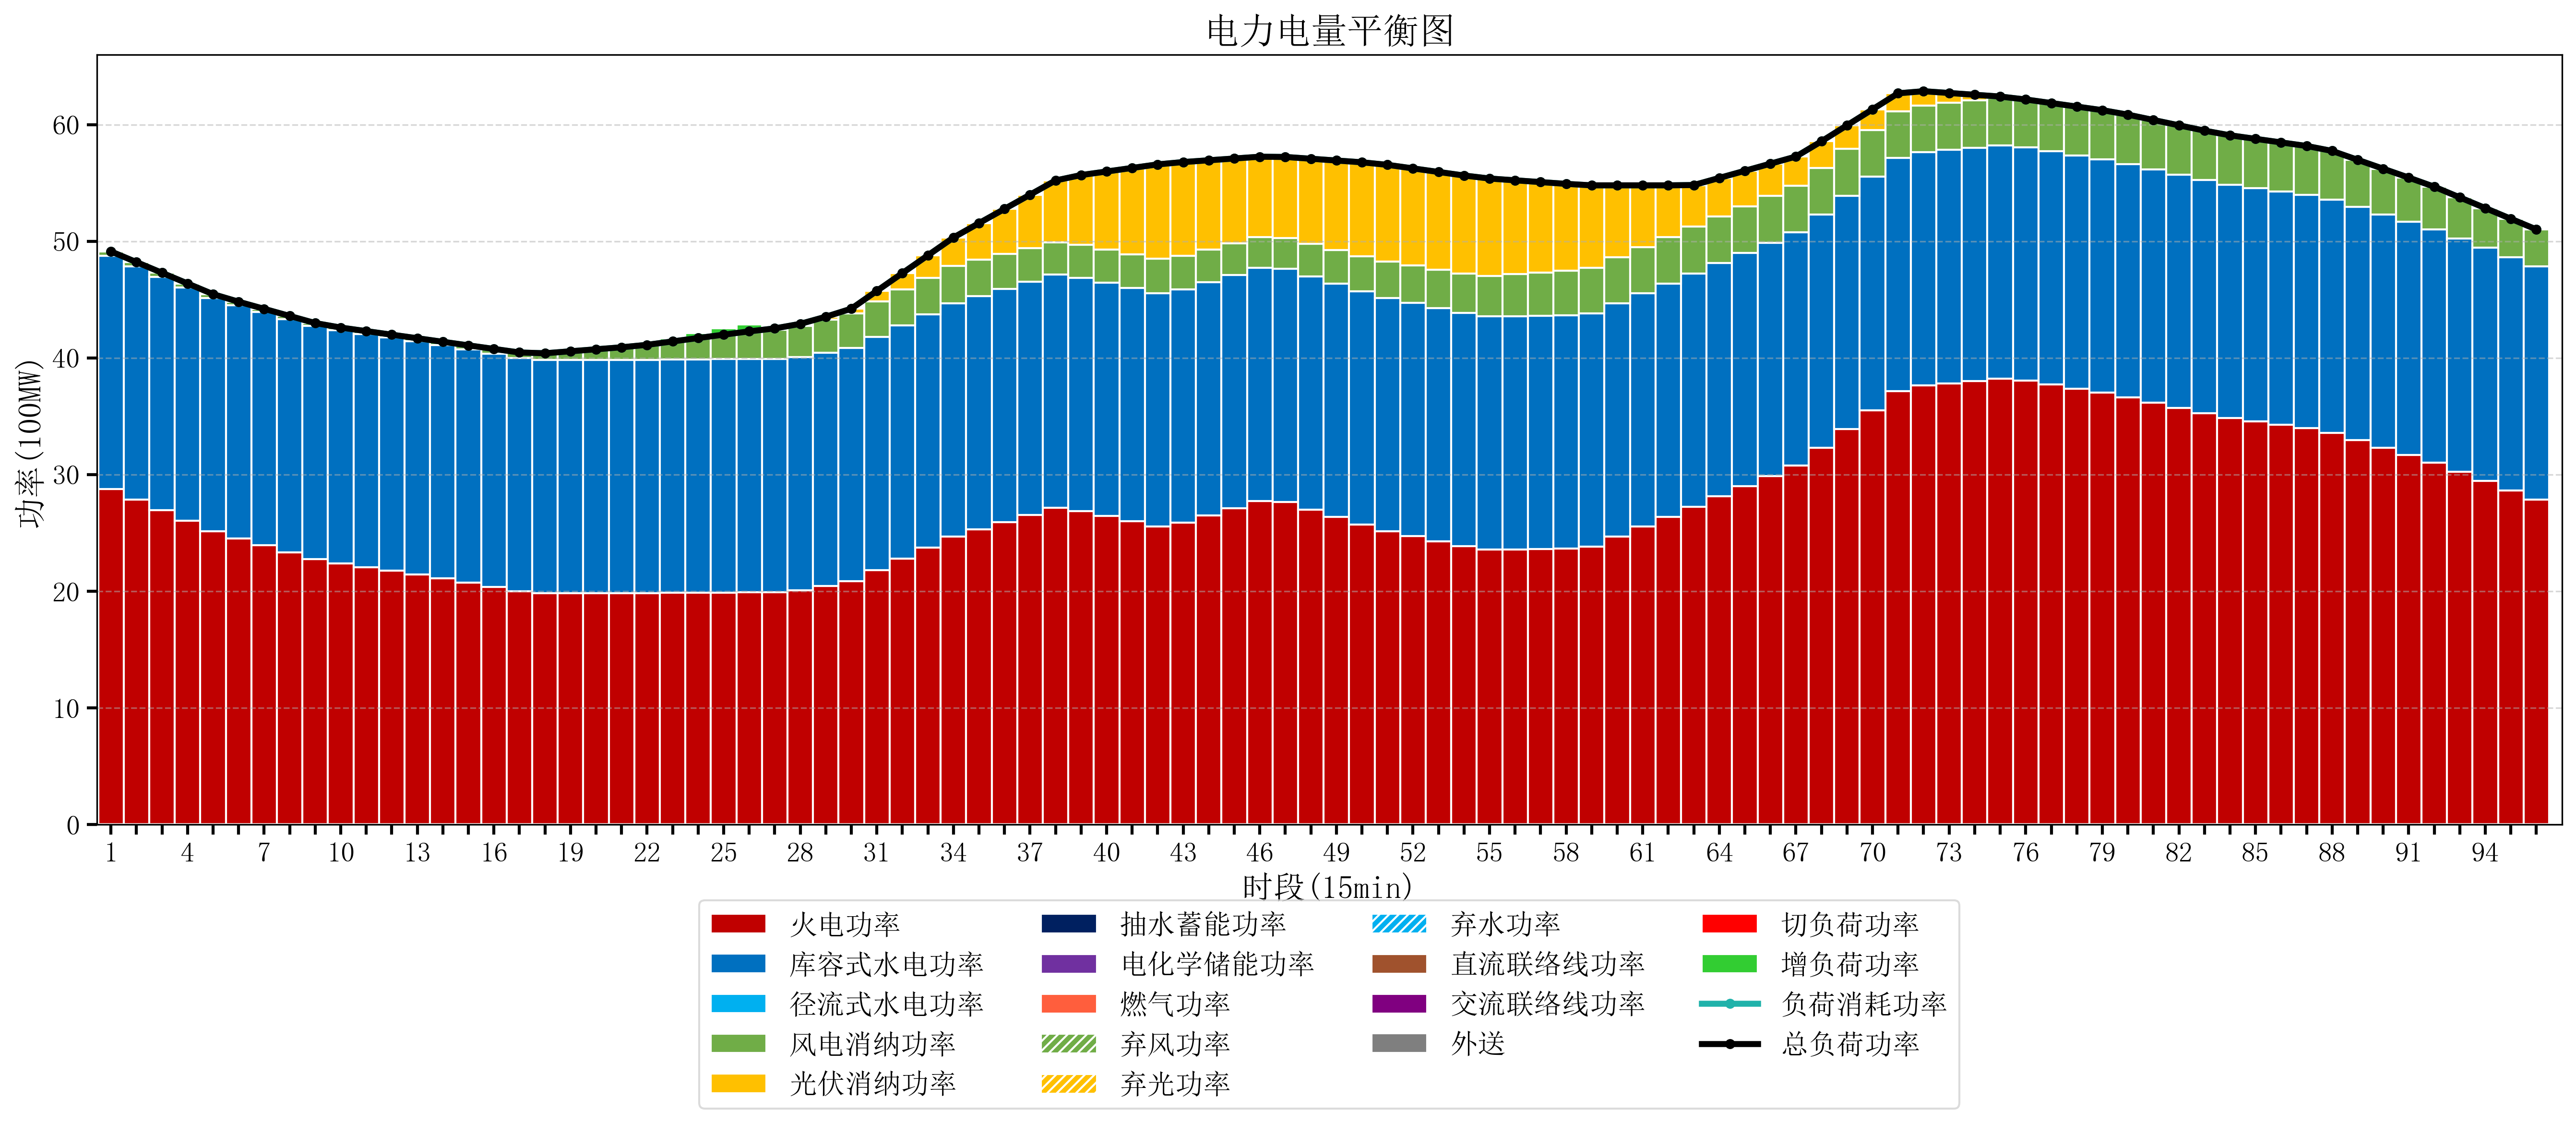 电力电量平衡图
功率(100MW)
60
50
40
30
20
10
0
1 4 7 10 13 16 19 22 25 28 31 34 37 40 43 46 49 52 55 58 61 64 67 70 73 76 79 82 85 88 91 94
时段(15min)
火电功率 抽水蓄能功率 弃水功率 切负荷功率
库容式水电功率 电化学储能功率 直流联络线功率 增负荷功率
径流式水电功率 燃气功率 交流联络线功率 负荷消耗功率
风电消纳功率 弃风功率 外送 总负荷功率
光伏消纳功率 弃光功率